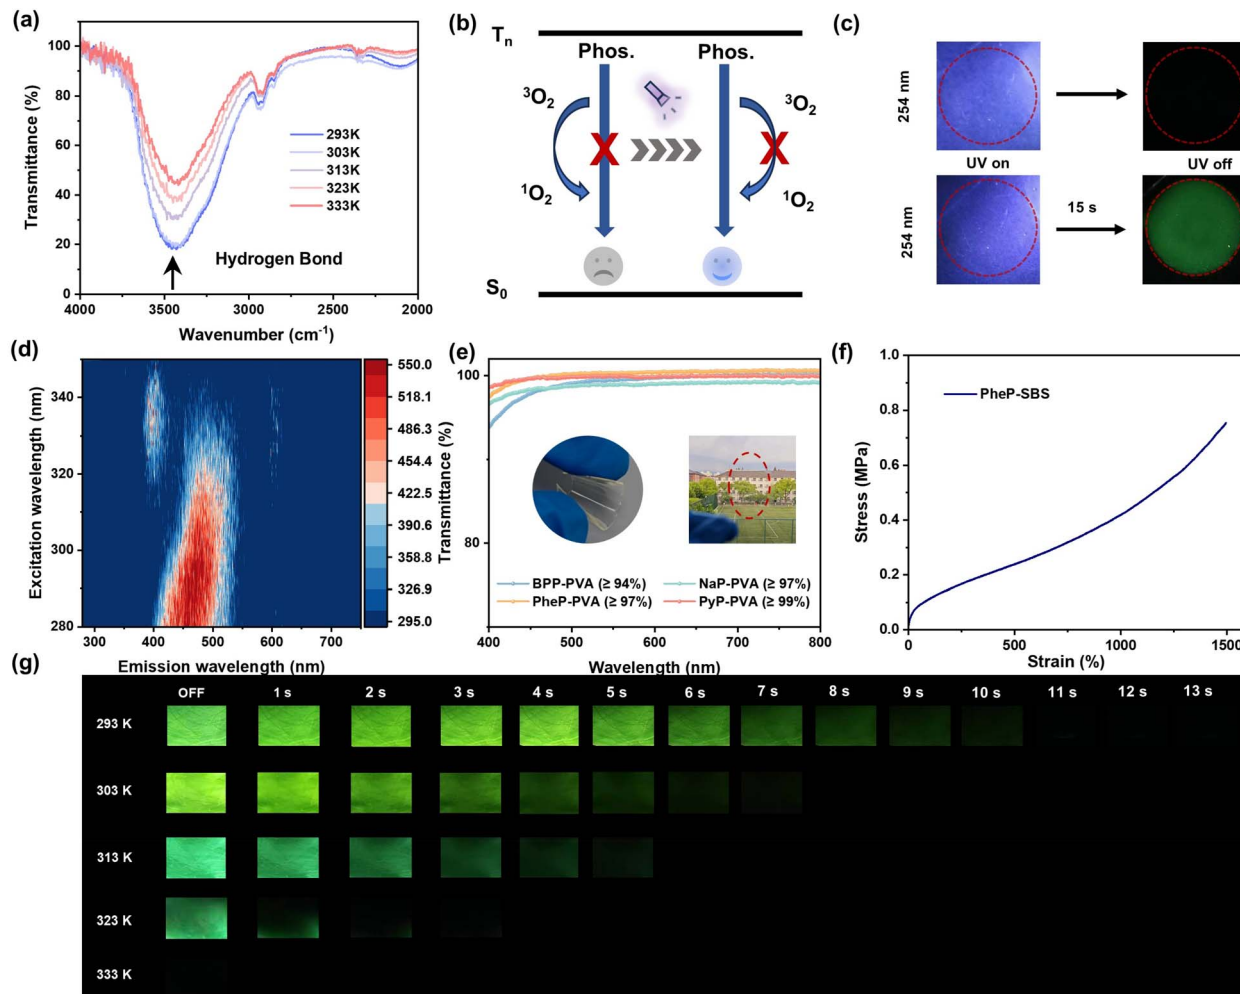 (a)
100
80
60
40
20
0
4000 3500 3000 2500 2000
Transmittance (%)
Wavenumber (cm⁻¹)
293K
303K
313K
323K
333K
Hydrogen Bond
(b)
Tn
Phos. Phos.
³O₂ ³O₂
X X
¹O₂ ¹O₂
S₀
(c)
254 nm
UV on UV off
254 nm
15 s
(d)
Excitation wavelength (nm)
340
320
300
280
300 400 500 600 700
Emission wavelength (nm)
550.0
518.1
486.3
454.4
422.5
390.6
358.8
326.9
295.0
(e)
Transmittance (%)
100
80
BPP-PVA (≥ 94%) NaP-PVA (≥ 97%)
PheP-PVA (≥ 97%) PyP-PVA (≥ 99%)
400 500 600 700 800
Wavelength (nm)
(f)
Stress (MPa)
1.0
0.8
0.6
0.4
0.2
0.0
PheP-SBS
0 500 1000 1500
Strain (%)
(g)
OFF 1 s 2 s 3 s 4 s 5 s 6 s 7 s 8 s 9 s 10 s 11 s 12 s 13 s
293 K
303 K
313 K
323 K
333 K